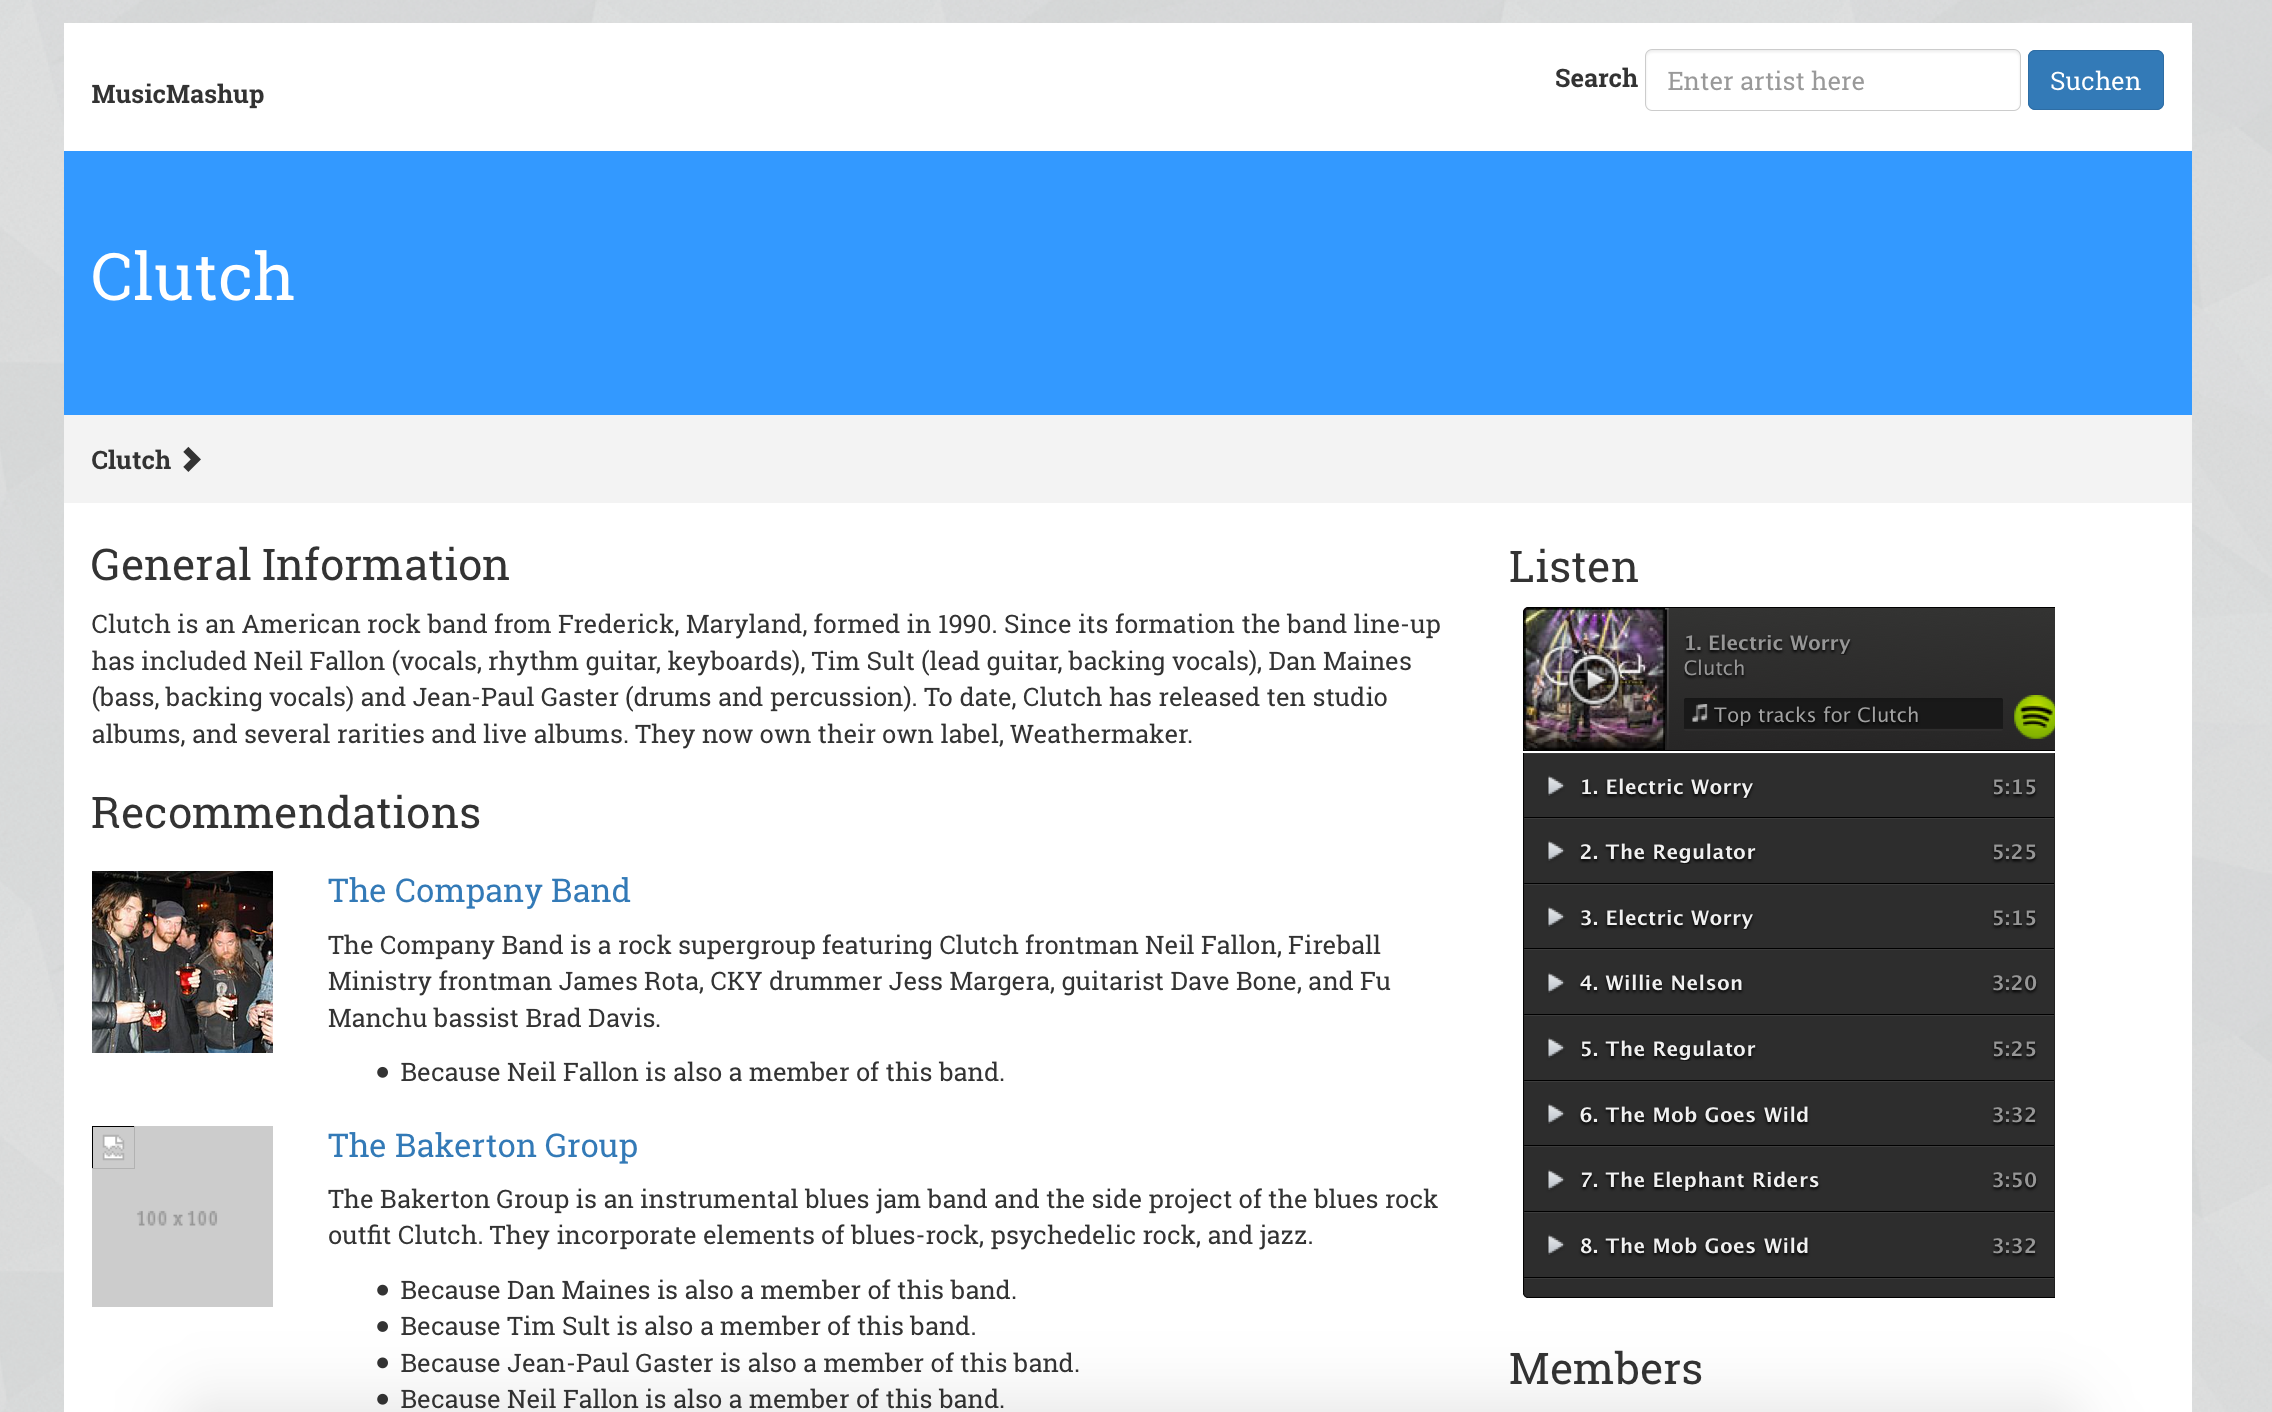 MusicMashup
Search Enter artist here Suchen
Clutch
Clutch
General Information
Clutch is an American rock band from Frederick, Maryland, formed in 1990. Since its formation the band line-up
has included Neil Fallon (vocals, rhythm guitar, keyboards), Tim Sult (lead guitar, backing vocals), Dan Maines
(bass, backing vocals) and Jean-Paul Gaster (drums and percussion). To date, Clutch has released ten studio
albums, and several rarities and live albums. They now own their own label, Weathermaker.
Recommendations
The Company Band
The Company Band is a rock supergroup featuring Clutch frontman Neil Fallon, Fireball
Ministry frontman James Rota, CKY drummer Jess Margera, guitarist Dave Bone, and Fu
Manchu bassist Brad Davis.
• Because Neil Fallon is also a member of this band.
100 x 100
The Bakerton Group
The Bakerton Group is an instrumental blues jam band and the side project of the blues rock
outfit Clutch. They incorporate elements of blues-rock, psychedelic rock, and jazz.
• Because Dan Maines is also a member of this band.
• Because Tim Sult is also a member of this band.
• Because Jean-Paul Gaster is also a member of this band.
• Because Neil Fallon is also a member of this band.
Listen
1. Electric Worry
Clutch
Top tracks for Clutch
1. Electric Worry 5:15
2. The Regulator 5:25
3. Electric Worry 5:15
4. Willie Nelson 3:20
5. The Regulator 5:25
6. The Mob Goes Wild 3:32
7. The Elephant Riders 3:50
8. The Mob Goes Wild 3:32
Members